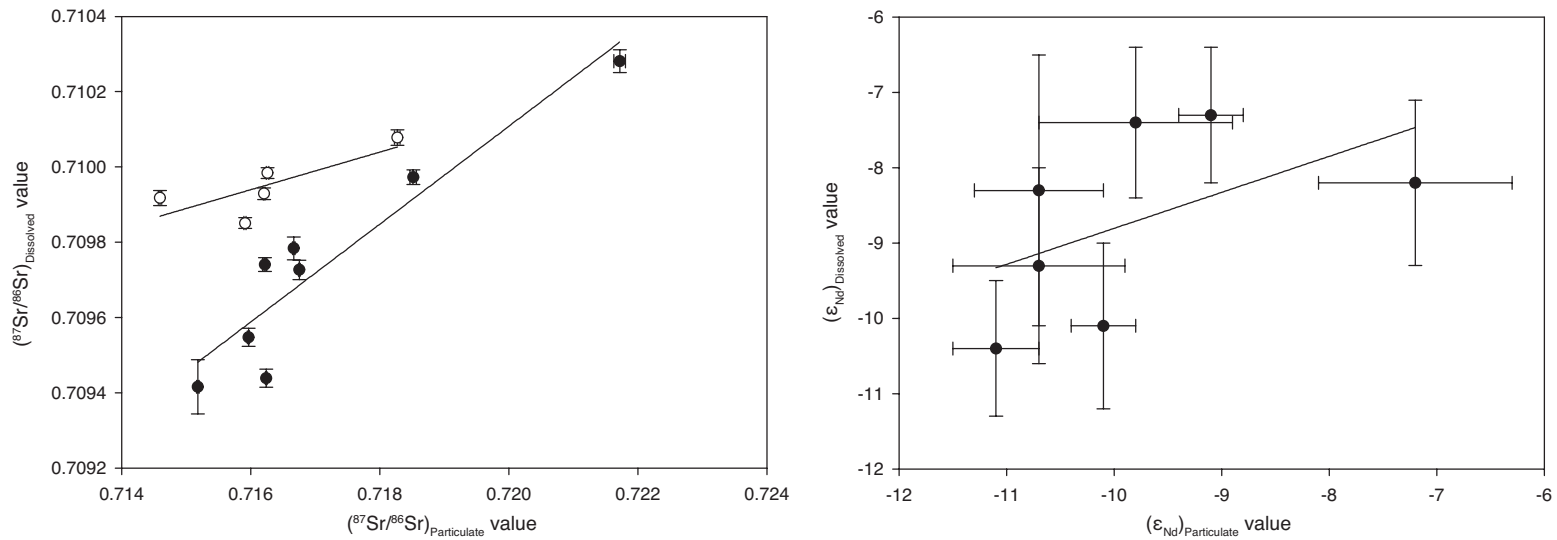 0.7104
0.7102
0.7100
0.7098
0.7096
0.7094
0.7092
(⁸⁷Sr/⁸⁶Sr)Dissolved value
0.714 0.716 0.718 0.720 0.722 0.724
(⁸⁷Sr/⁸⁶Sr)Particulate value
-6
-7
-8
-9
-10
-11
-12
(εNd)Dissolved value
-12 -11 -10 -9 -8 -7 -6
(εNd)Particulate value